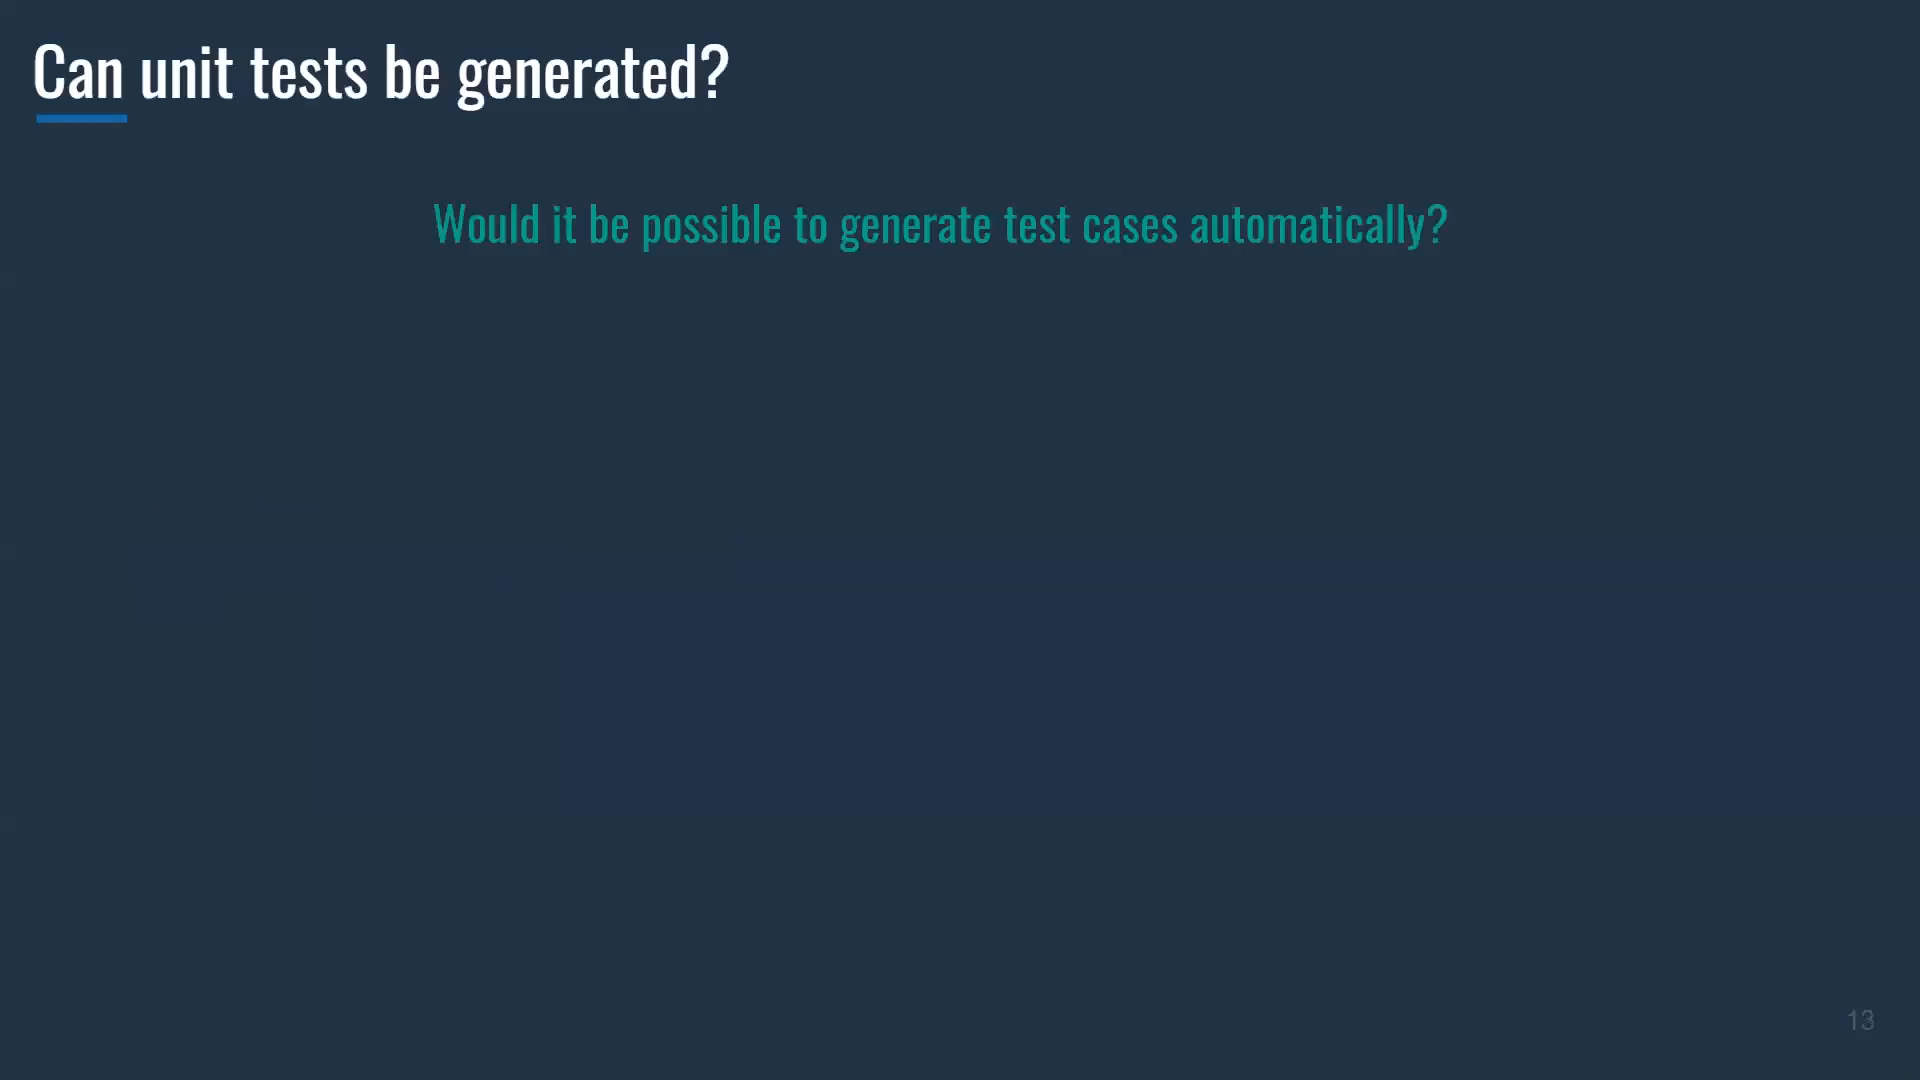 Can unit tests be generated?
Would it be possible to generate test cases automatically?
13